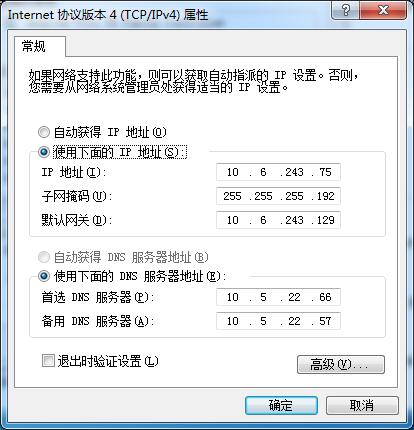 Internet 协议版本 4 (TCP/IPv4) 属性
常规
如果网络支持此功能，则可以获取自动指派的 IP 设置。否则，
您需要从网络系统管理员处获得适当的 IP 设置。
自动获得 IP 地址(O)
使用下面的 IP 地址(S):
IP 地址(I): 10 . 6 . 243 . 75
子网掩码(U): 255 . 255 . 255 . 192
默认网关(D): 10 . 6 . 243 . 129
自动获得 DNS 服务器地址(B)
使用下面的 DNS 服务器地址(E):
首选 DNS 服务器(P): 10 . 5 . 22 . 66
备用 DNS 服务器(A): 10 . 5 . 22 . 57
退出时验证设置(L)
高级(V)...
确定 取消